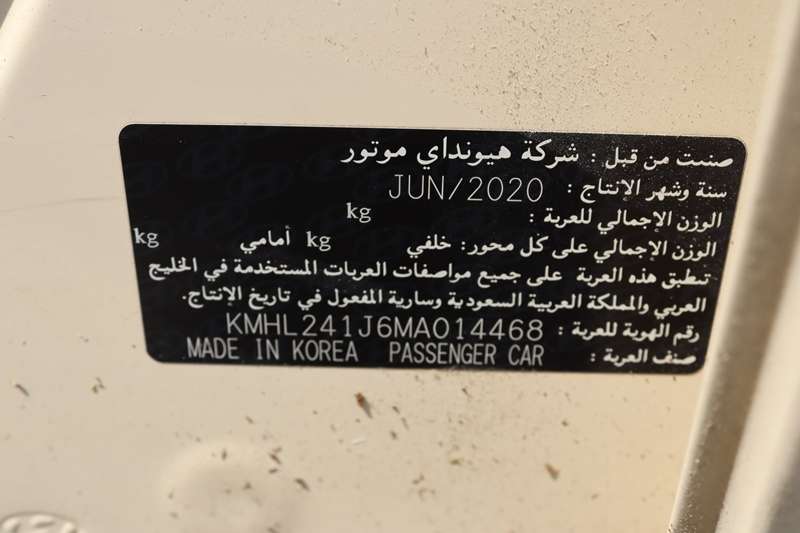 صنعت من قبل : شركة هيونداي موتور
سنة وشهر الانتاج : JUN/2020
الوزن الإجمالي للعربة : kg
الوزن الإجمالي على كل محور: خلفي kg أمامي kg
تنطبق هذه العربة على جميع مواصفات العربات المستخدمة في الخليج
العربي والمملكة العربية السعودية وسارية المفعول في تاريخ الإنتاج.
رقم الهوية للعربة : KMHL241J6MA014468
صنف العربة : MADE IN KOREA PASSENGER CAR